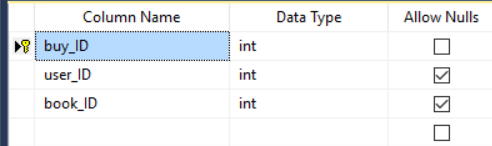 Column Name Data Type Allow Nulls
buy_ID int
user_ID int
book_ID int